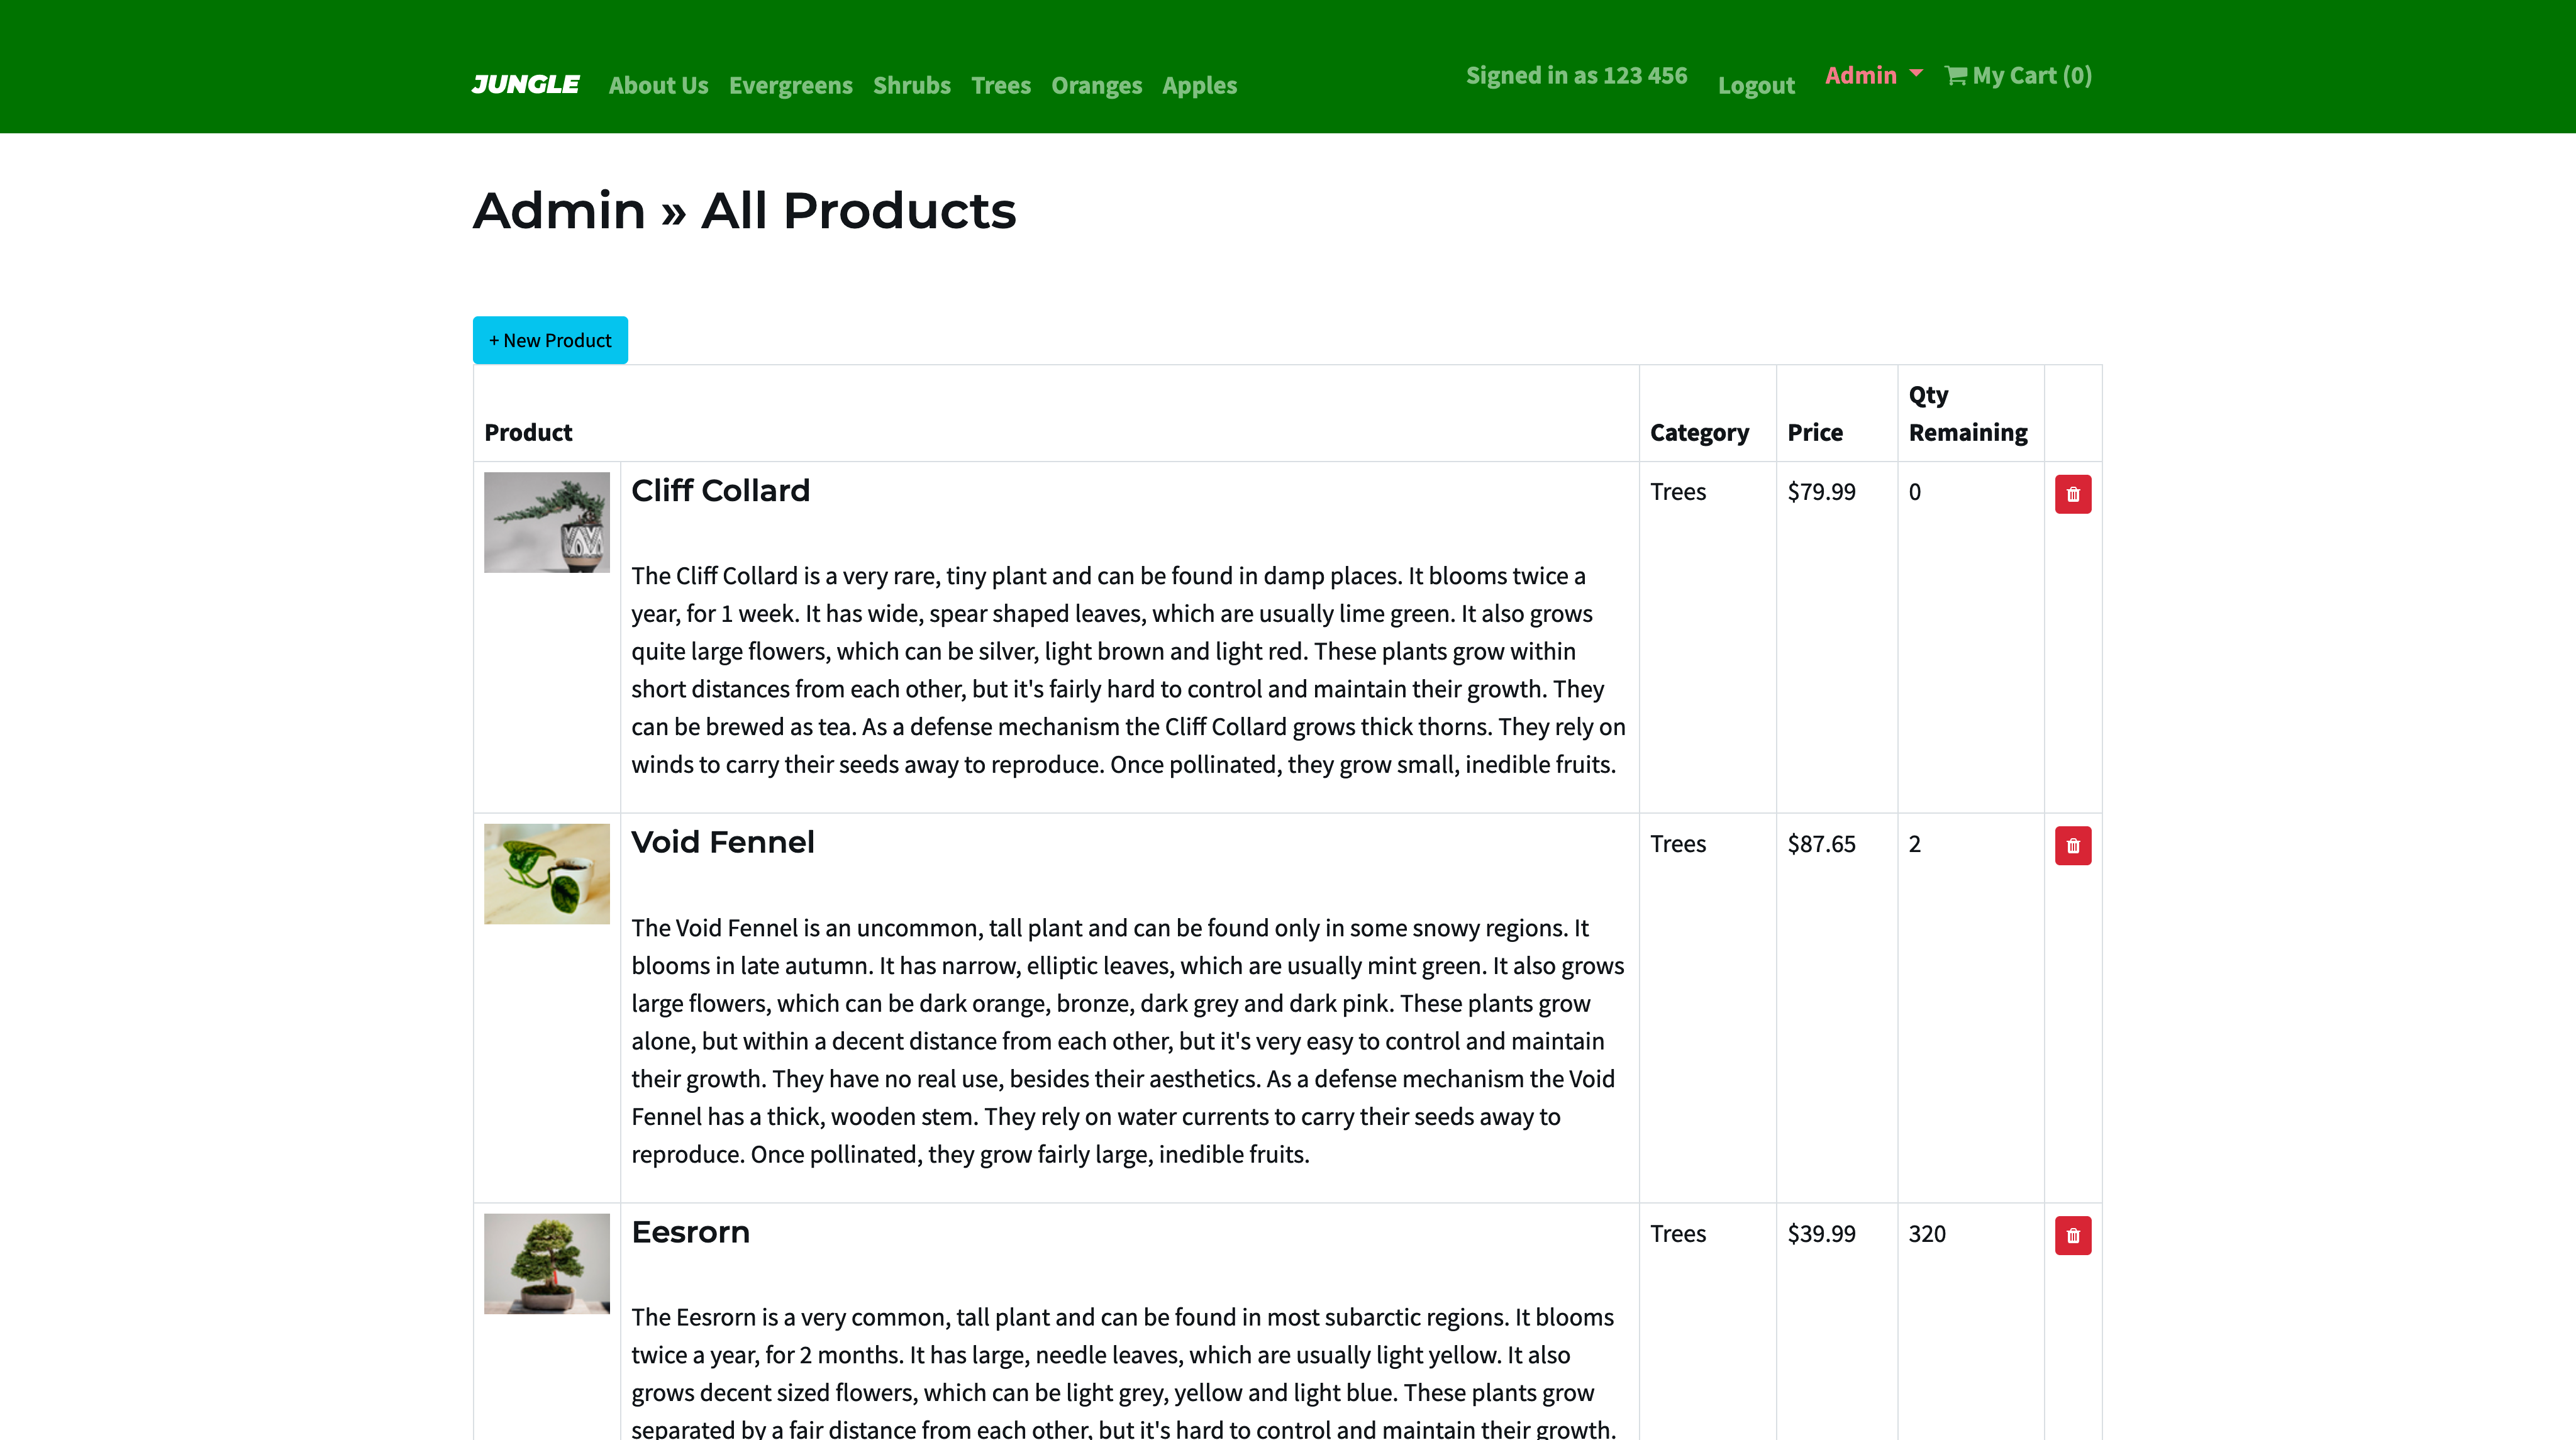 JUNGLE About Us Evergreens Shrubs Trees Oranges Apples Signed in as 123 456 Logout Admin My Cart (0)
Admin » All Products
+ New Product
Product Category Price Qty Remaining
Cliff Collard Trees $79.99 0
The Cliff Collard is a very rare, tiny plant and can be found in damp places. It blooms twice a
year, for 1 week. It has wide, spear shaped leaves, which are usually lime green. It also grows
quite large flowers, which can be silver, light brown and light red. These plants grow within
short distances from each other, but it's fairly hard to control and maintain their growth. They
can be brewed as tea. As a defense mechanism the Cliff Collard grows thick thorns. They rely on
winds to carry their seeds away to reproduce. Once pollinated, they grow small, inedible fruits.
Void Fennel Trees $87.65 2
The Void Fennel is an uncommon, tall plant and can be found only in some snowy regions. It
blooms in late autumn. It has narrow, elliptic leaves, which are usually mint green. It also grows
large flowers, which can be dark orange, bronze, dark grey and dark pink. These plants grow
alone, but within a decent distance from each other, but it's very easy to control and maintain
their growth. They have no real use, besides their aesthetics. As a defense mechanism the Void
Fennel has a thick, wooden stem. They rely on water currents to carry their seeds away to
reproduce. Once pollinated, they grow fairly large, inedible fruits.
Eesrorn Trees $39.99 320
The Eesrorn is a very common, tall plant and can be found in most subarctic regions. It blooms
twice a year, for 2 months. It has large, needle leaves, which are usually light yellow. It also
grows decent sized flowers, which can be light grey, yellow and light blue. These plants grow
separated by a fair distance from each other, but it's hard to control and maintain their growth.